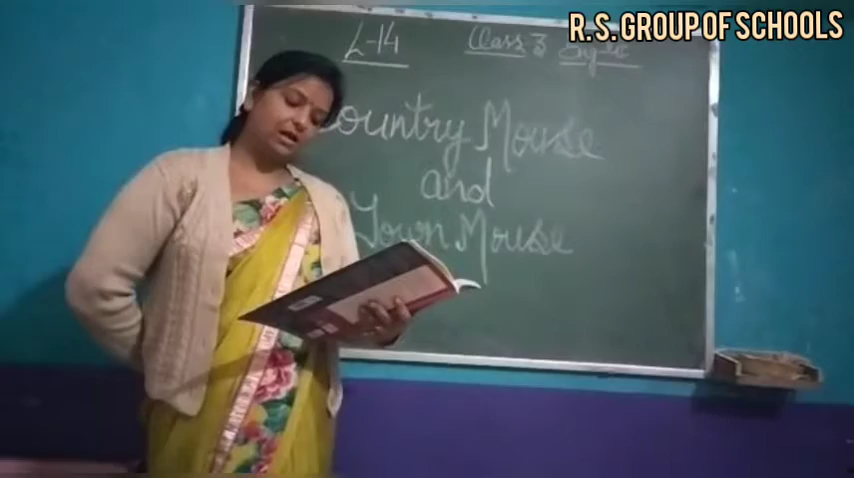 R.S. GROUP OF SCHOOLS
L-14 Class 3
Country Mouse
and
Town Mouse